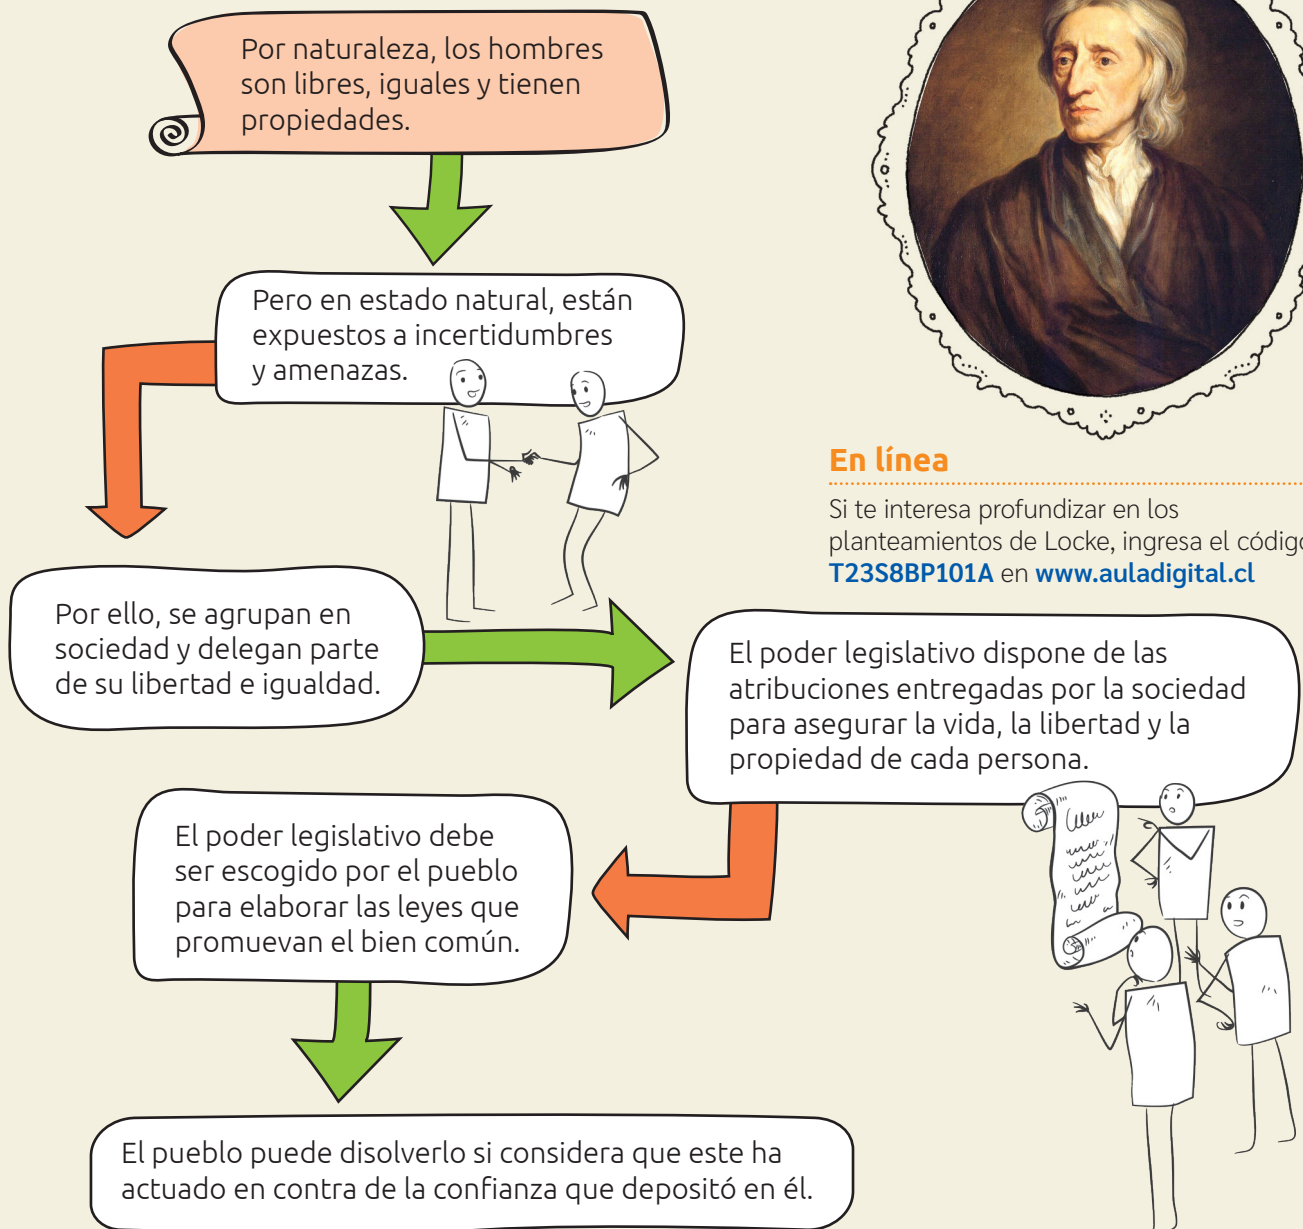 Por naturaleza, los hombres
son libres, iguales y tienen
propiedades.
Pero en estado natural, están
expuestos a incertidumbres
y amenazas.
En línea
Si te interesa profundizar en los
planteamientos de Locke, ingresa el código
T23S8BP101A en www.auladigital.cl
Por ello, se agrupan en
sociedad y delegan parte
de su libertad e igualdad.
El poder legislativo dispone de las
atribuciones entregadas por la sociedad
para asegurar la vida, la libertad y la
propiedad de cada persona.
El poder legislativo debe
ser escogido por el pueblo
para elaborar las leyes que
promuevan el bien común.
El pueblo puede disolverlo si considera que este ha
actuado en contra de la confianza que depositó en él.